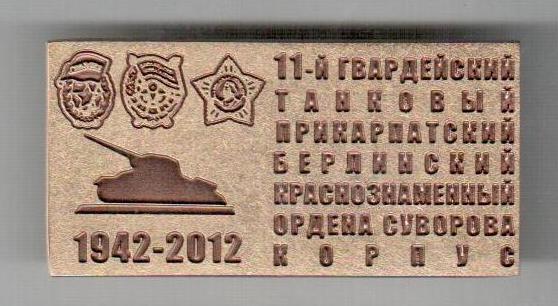 11-й ГВАРДЕЙСКИЙ
ТАНКОВЫЙ
ПРИКАРПАТСКИЙ
БЕРЛИНСКИЙ
КРАСНОЗНАМЕННЫЙ
ОРДЕНА СУВОРОВА
КОРПУС
1942-2012